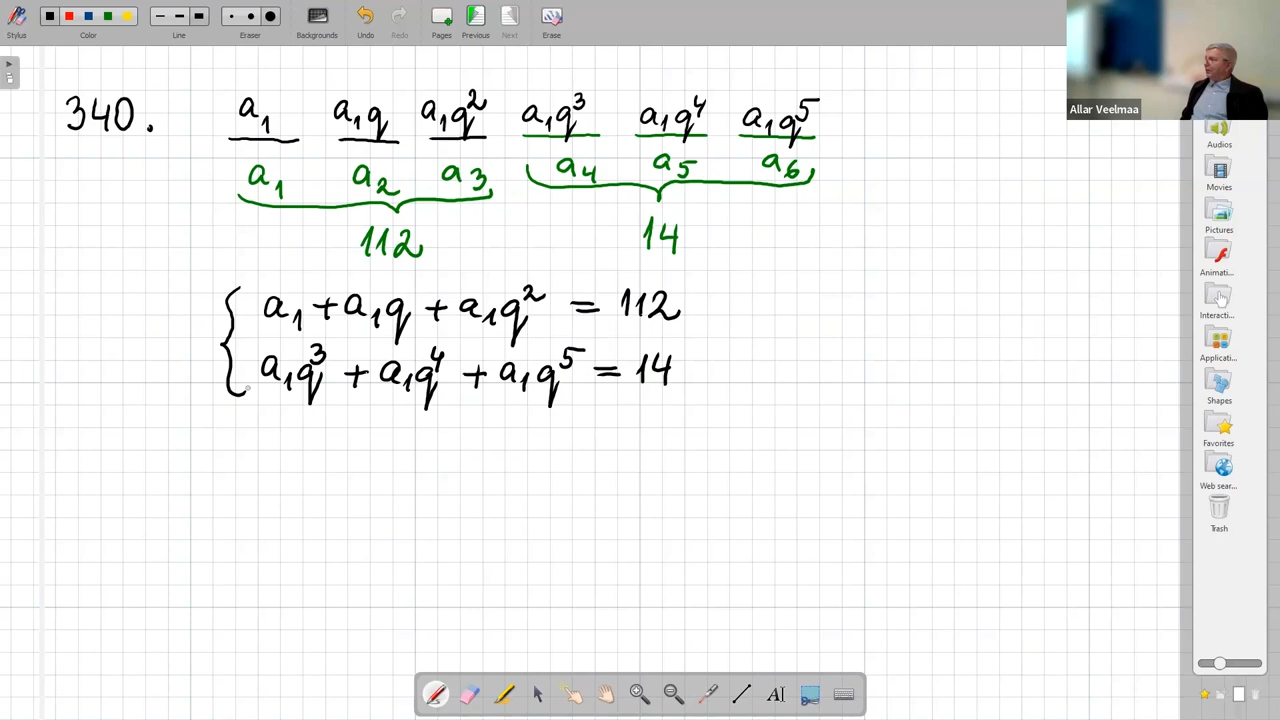 Stylus Color Line Eraser Backgrounds Undo Redo Pages Previous Next Erase
Allar Veelmaa
340. a₁ a₁q a₁q² a₁q³ a₁q⁴ a₁q⁵
a₁ a₂ a₃ a₄ a₅ a₆
112 14
a₁ + a₁q + a₁q² = 112
a₁q³ + a₁q⁴ + a₁q⁵ = 14
Audios
Movies
Pictures
Animati...
Interacti...
Applicati...
Shapes
Favorites
Web sear...
Trash